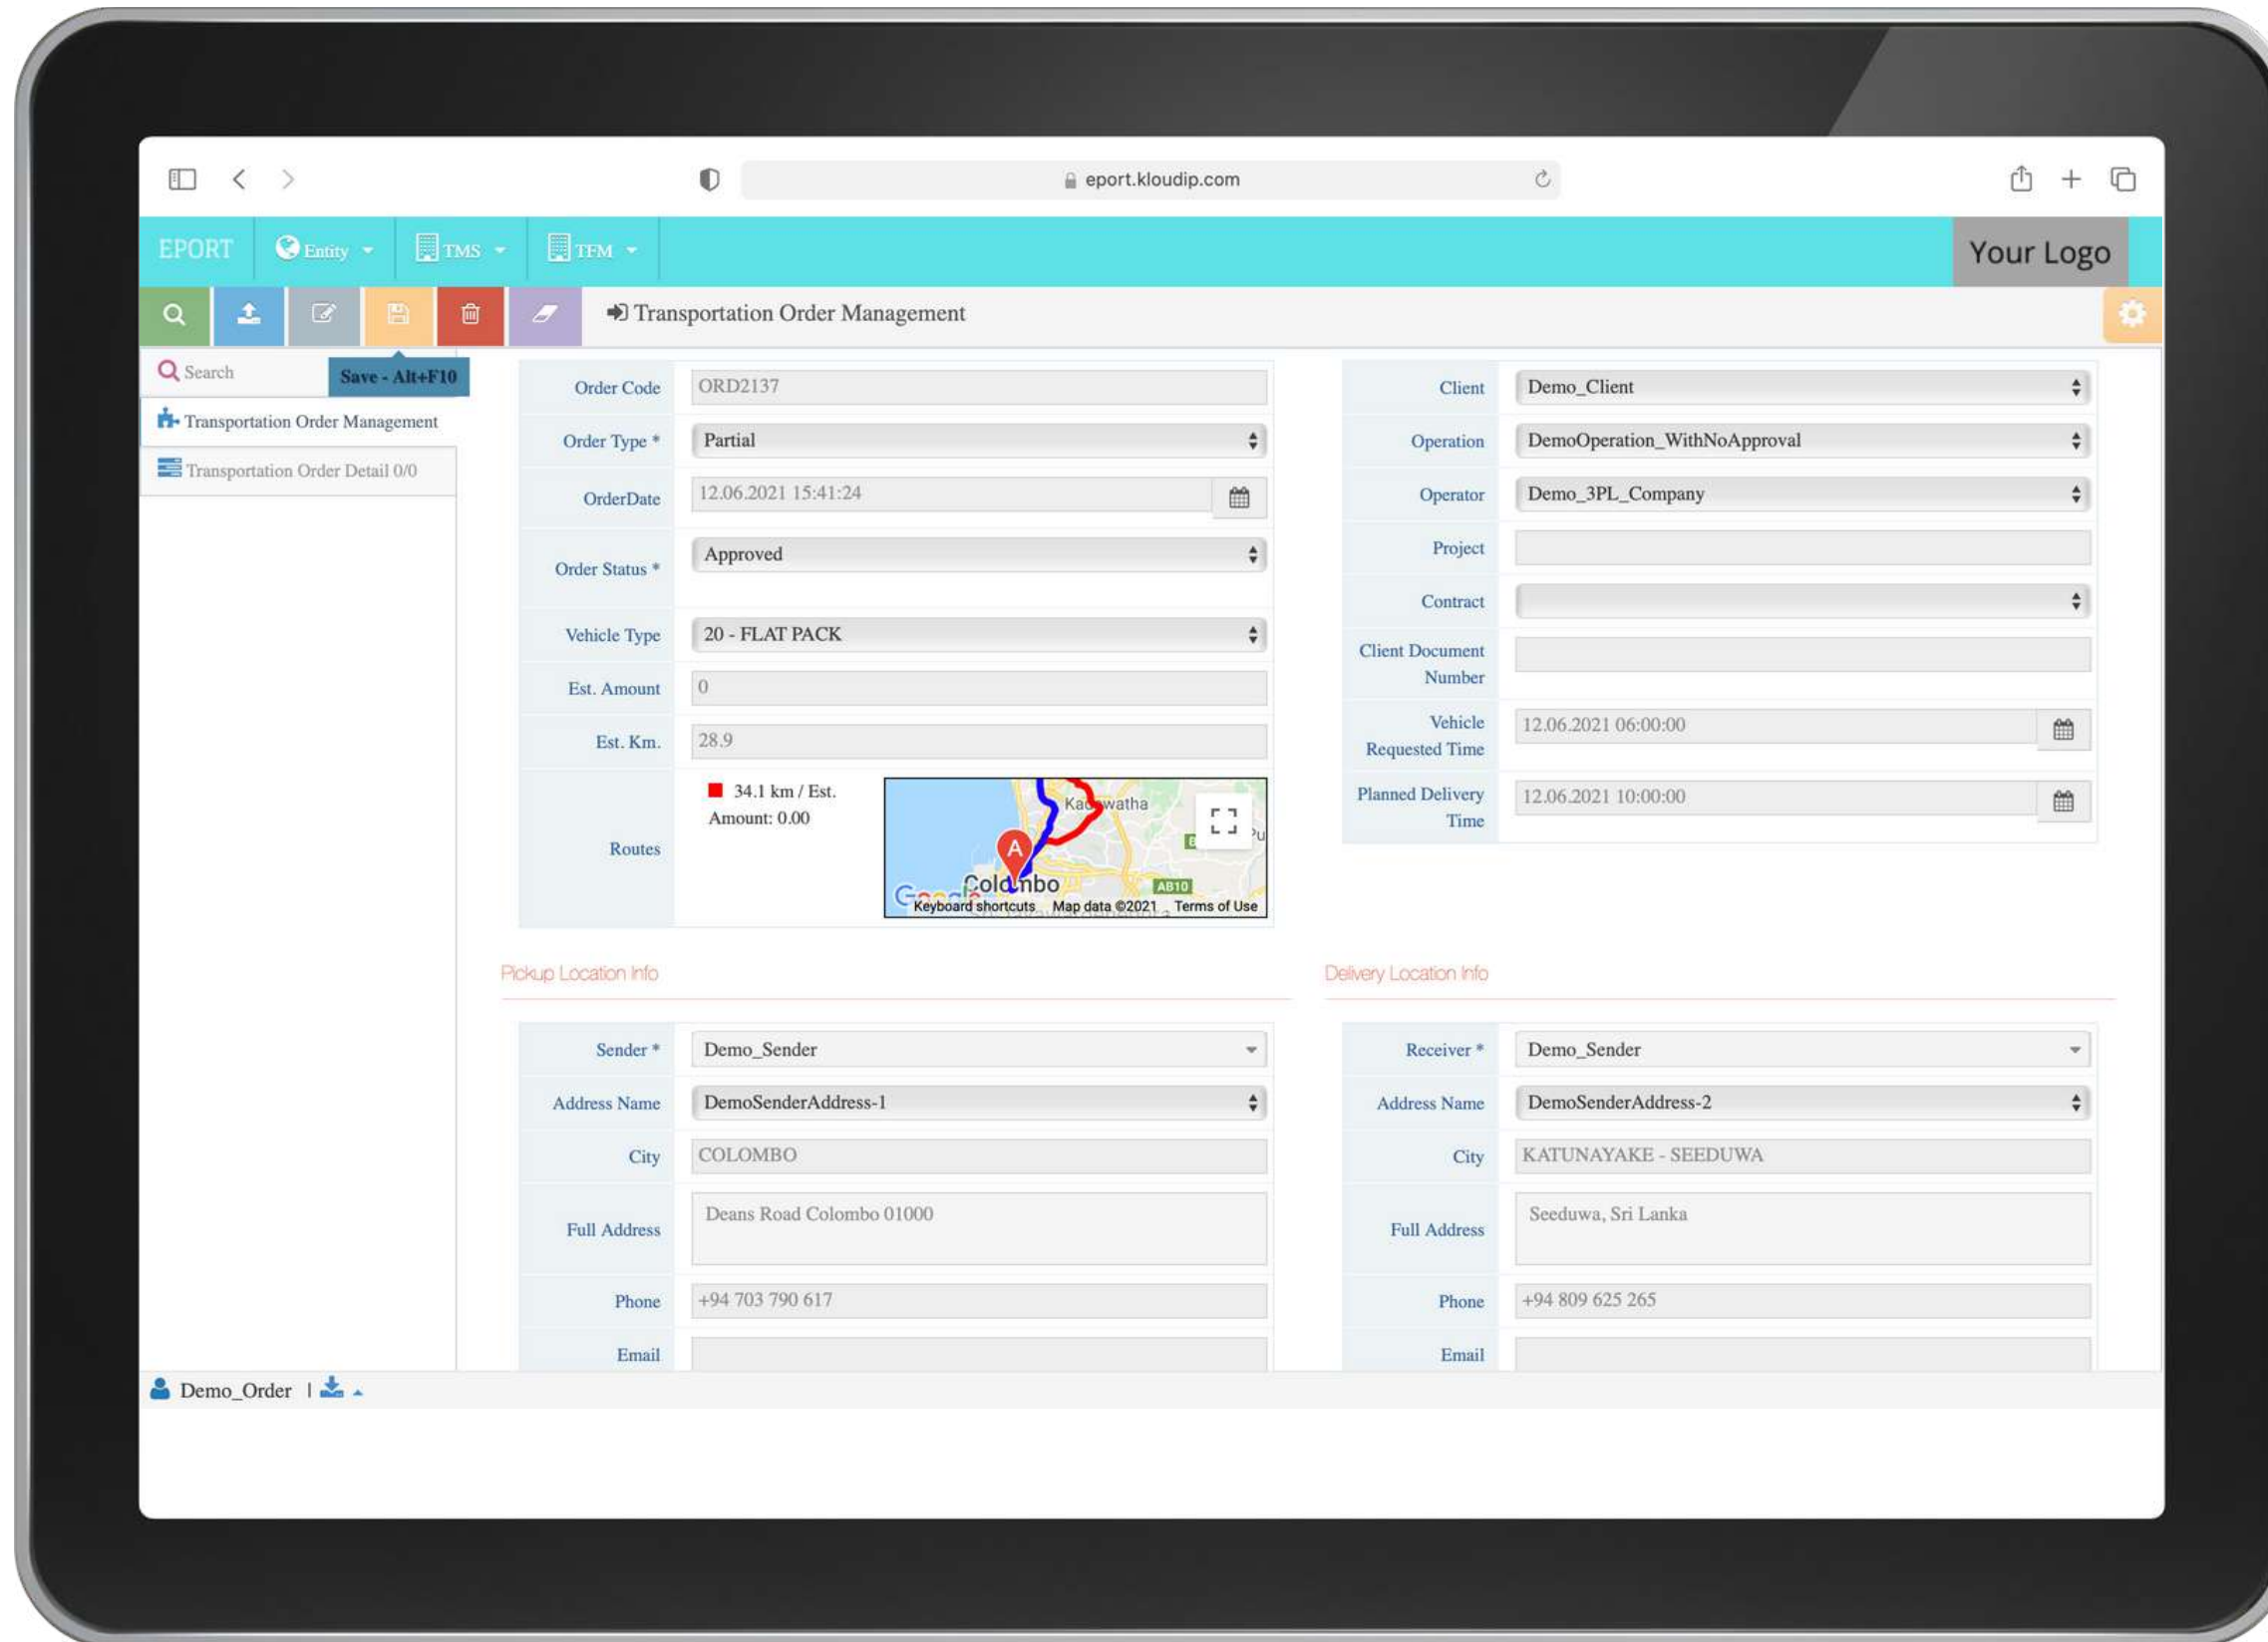 eport.kloudip.com
EPORT Entity TMS TFM
Your Logo
Transportation Order Management
Search
Save - Alt+F10
Transportation Order Management
Transportation Order Detail 0/0
Order Code ORD2137
Order Type * Partial
OrderDate 12.06.2021 15:41:24
Order Status * Approved
Vehicle Type 20 - FLAT PACK
Est. Amount 0
Est. Km. 28.9
Routes
34.1 km / Est.
Amount: 0.00
A
Colombo
AB10
Google
Keyboard shortcuts Map data ©2021 Terms of Use
Client Demo_Client
Operation DemoOperation_WithNoApproval
Operator Demo_3PL_Company
Project
Contract
Client Document
Number
Vehicle
Requested Time
12.06.2021 06:00:00
Planned Delivery
Time
12.06.2021 10:00:00
Pickup Location Info
Sender * Demo_Sender
Address Name DemoSenderAddress-1
City COLOMBO
Full Address Deans Road Colombo 01000
Phone +94 703 790 617
Email
Delivery Location Info
Receiver * Demo_Sender
Address Name DemoSenderAddress-2
City KATUNAYAKE - SEEDUWA
Full Address Seeduwa, Sri Lanka
Phone +94 809 625 265
Email
Demo_Order |